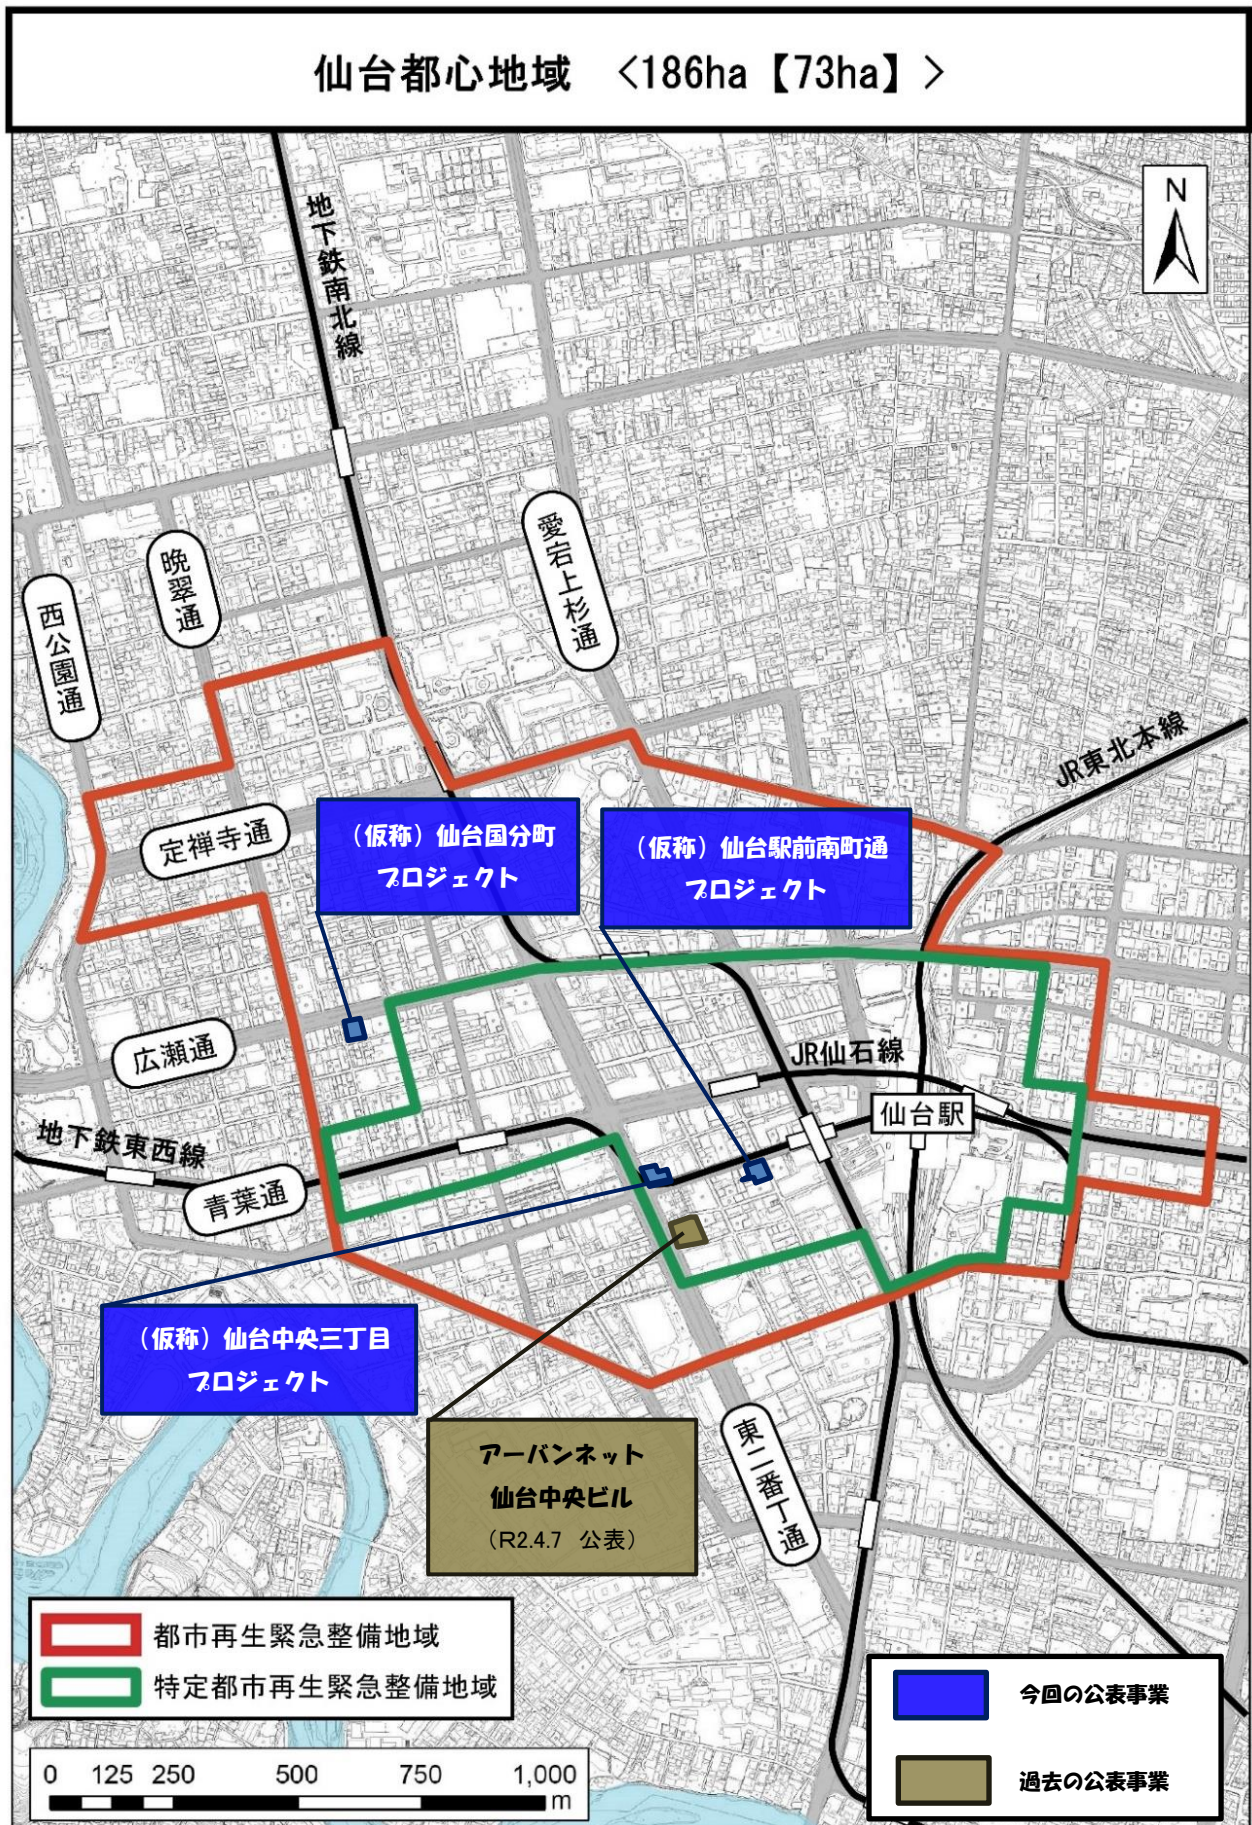 仙台都心地域 <186ha【73ha】>
N
地下鉄南北線
愛宕上杉通
晩翠通
西公園通
JR東北本線
定禅寺通
(仮称)仙台国分町
プロジェクト
(仮称)仙台駅前南町通
プロジェクト
広瀬通
JR仙石線
仙台駅
地下鉄東西線
青葉通
(仮称)仙台中央三丁目
プロジェクト
アーバンネット
仙台中央ビル
(R2.4.7 公表)
東二番丁通
都市再生緊急整備地域
特定都市再生緊急整備地域
今回の公表事業
過去の公表事業
0 125 250 500 750 1,000
m